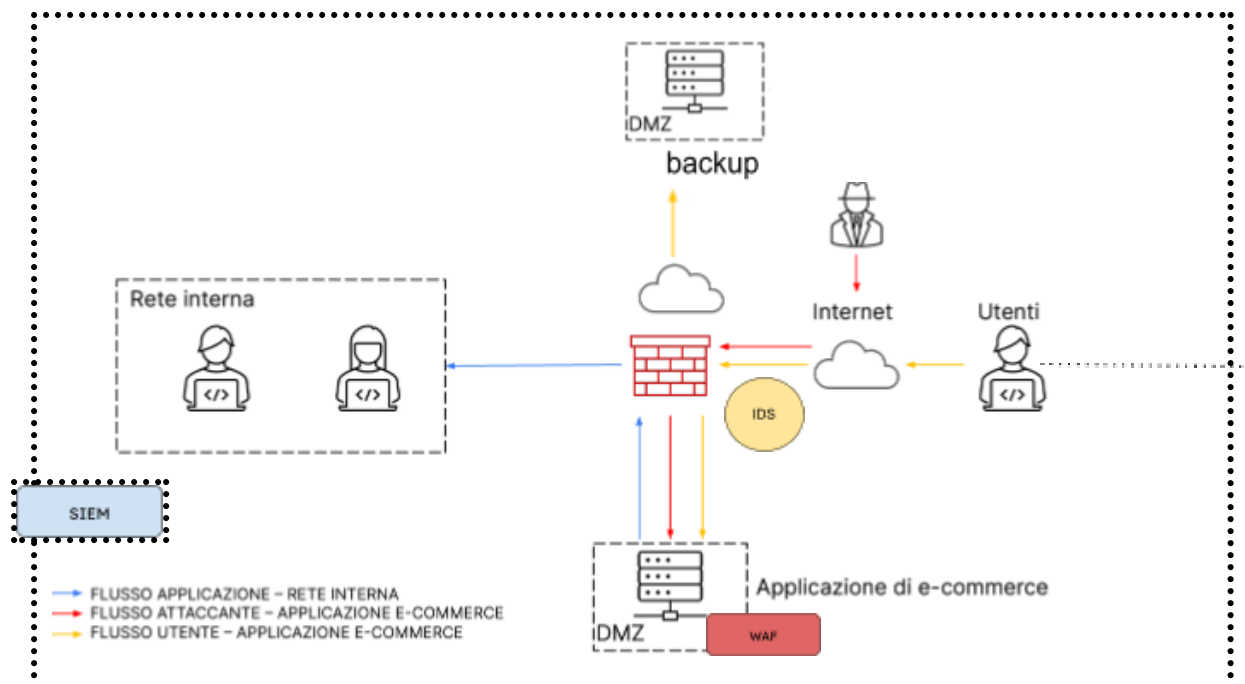 DMZ
backup
Rete interna
Internet
Utenti
IDS
SIEM
FLUSSO APPLICAZIONE – RETE INTERNA
FLUSSO ATTACCANTE – APPLICAZIONE E-COMMERCE
FLUSSO UTENTE – APPLICAZIONE E-COMMERCE
Applicazione di e-commerce
DMZ
WAF